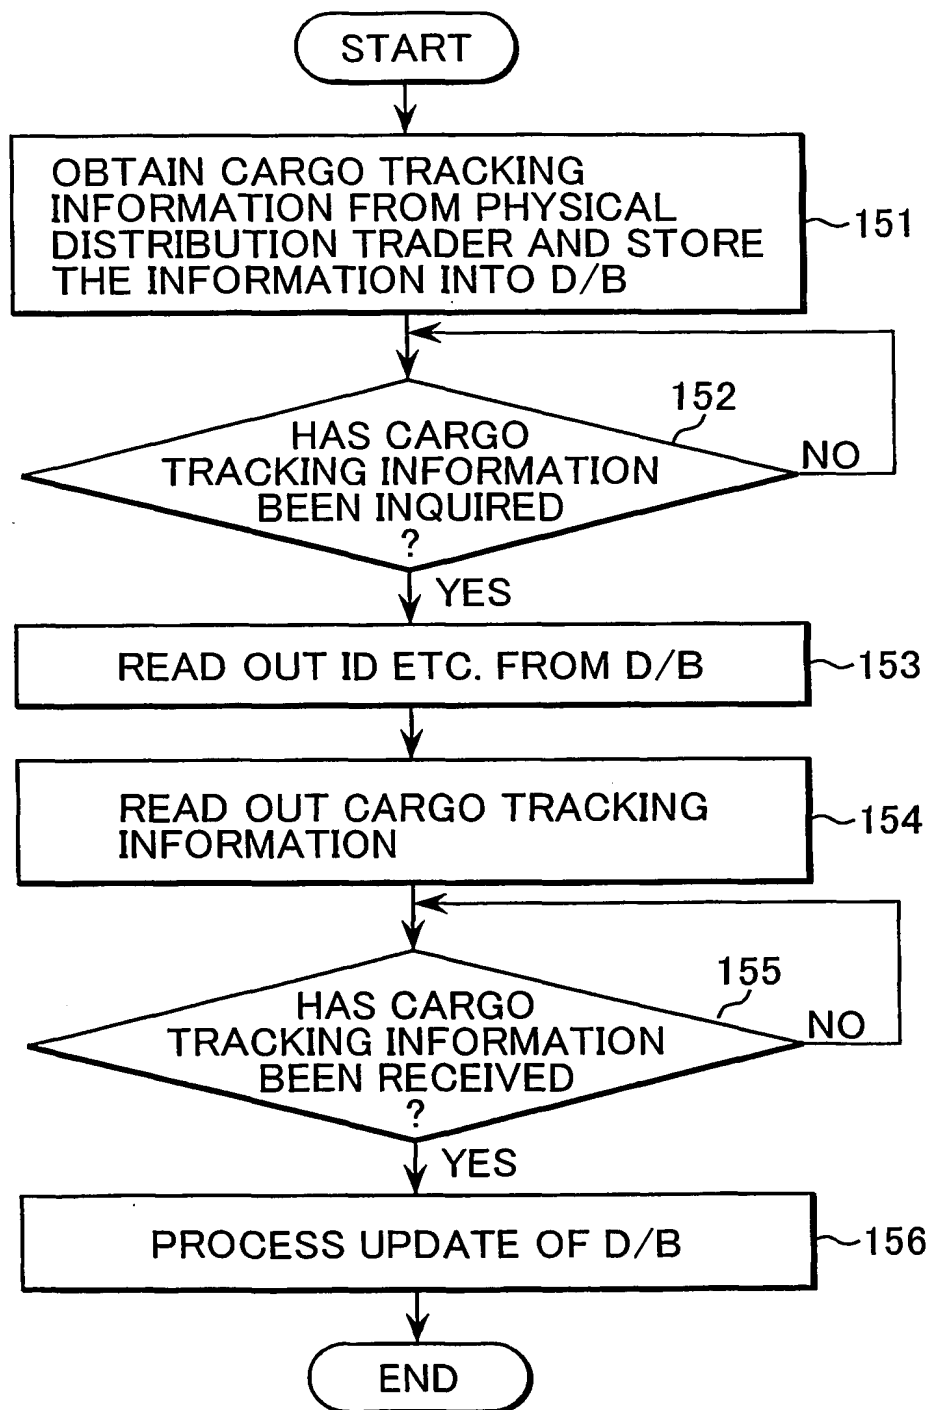 START
OBTAIN CARGO TRACKING
INFORMATION FROM PHYSICAL
DISTRIBUTION TRADER AND STORE
THE INFORMATION INTO D/B
151
152
HAS CARGO
TRACKING INFORMATION
BEEN INQUIRED
?
NO
YES
READ OUT ID ETC. FROM D/B
153
READ OUT CARGO TRACKING
INFORMATION
154
155
HAS CARGO
TRACKING INFORMATION
BEEN RECEIVED
?
NO
YES
PROCESS UPDATE OF D/B
156
END